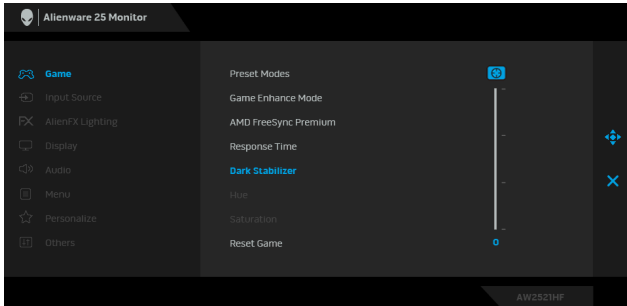 Alienware 25 Monitor
Game
Input Source
FX AlienFX Lighting
Display
Audio
Menu
Personalize
Others
Preset Modes
Game Enhance Mode
AMD FreeSync Premium
Response Time
Dark Stabilizer
Hue
Saturation
Reset Game
0
AW2521HF